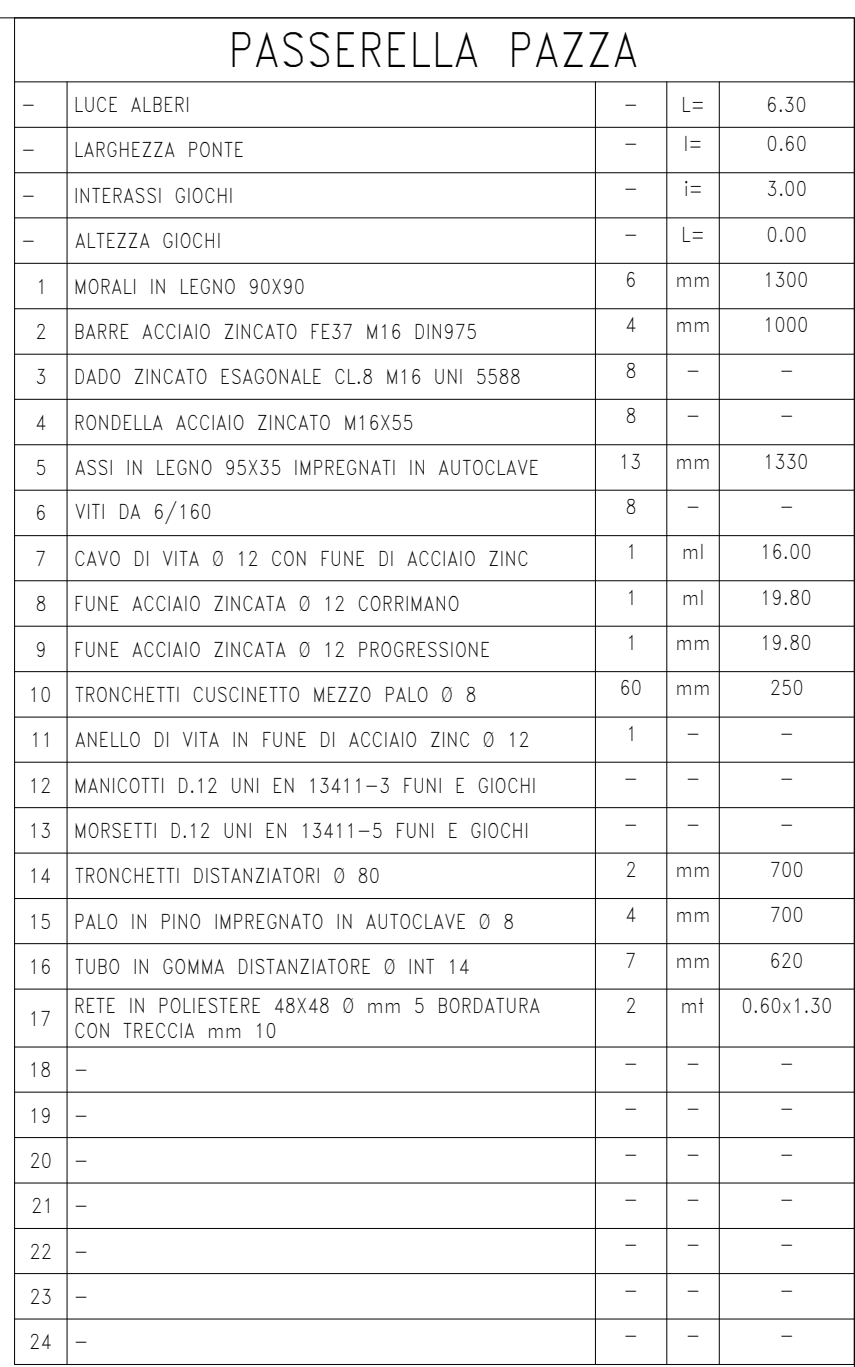 PASSERELLA PAZZA
– LUCE ALBERI – L= 6.30
– LARGHEZZA PONTE – l= 0.60
– INTERASSI GIOCHI – i= 3.00
– ALTEZZA GIOCHI – L= 0.00
1 MORALI IN LEGNO 90X90 6 mm 1300
2 BARRE ACCIAIO ZINCATO FE37 M16 DIN975 4 mm 1000
3 DADO ZINCATO ESAGONALE CL.8 M16 UNI 5588 8 – –
4 RONDELLA ACCIAIO ZINCATO M16X55 8 – –
5 ASSI IN LEGNO 95X35 IMPREGNATI IN AUTOCLAVE 13 mm 1330
6 VITI DA 6/160 8 – –
7 CAVO DI VITA Ø 12 CON FUNE DI ACCIAIO ZINC 1 ml 16.00
8 FUNE ACCIAIO ZINCATA Ø 12 CORRIMANO 1 ml 19.80
9 FUNE ACCIAIO ZINCATA Ø 12 PROGRESSIONE 1 mm 19.80
10 TRONCHETTI CUSCINETTO MEZZO PALO Ø 8 60 mm 250
11 ANELLO DI VITA IN FUNE DI ACCIAIO ZINC Ø 12 1 – –
12 MANICOTTI D.12 UNI EN 13411–3 FUNI E GIOCHI – – –
13 MORSETTI D.12 UNI EN 13411–5 FUNI E GIOCHI – – –
14 TRONCHETTI DISTANZIATORI Ø 80 2 mm 700
15 PALO IN PINO IMPREGNATO IN AUTOCLAVE Ø 8 4 mm 700
16 TUBO IN GOMMA DISTANZIATORE Ø INT 14 7 mm 620
17 RETE IN POLIESTERE 48X48 Ø mm 5 BORDATURA 2 mt 0.60x1.30
CON TRECCIA mm 10
18 – – – –
19 – – – –
20 – – – –
21 – – – –
22 – – – –
23 – – – –
24 – – – –